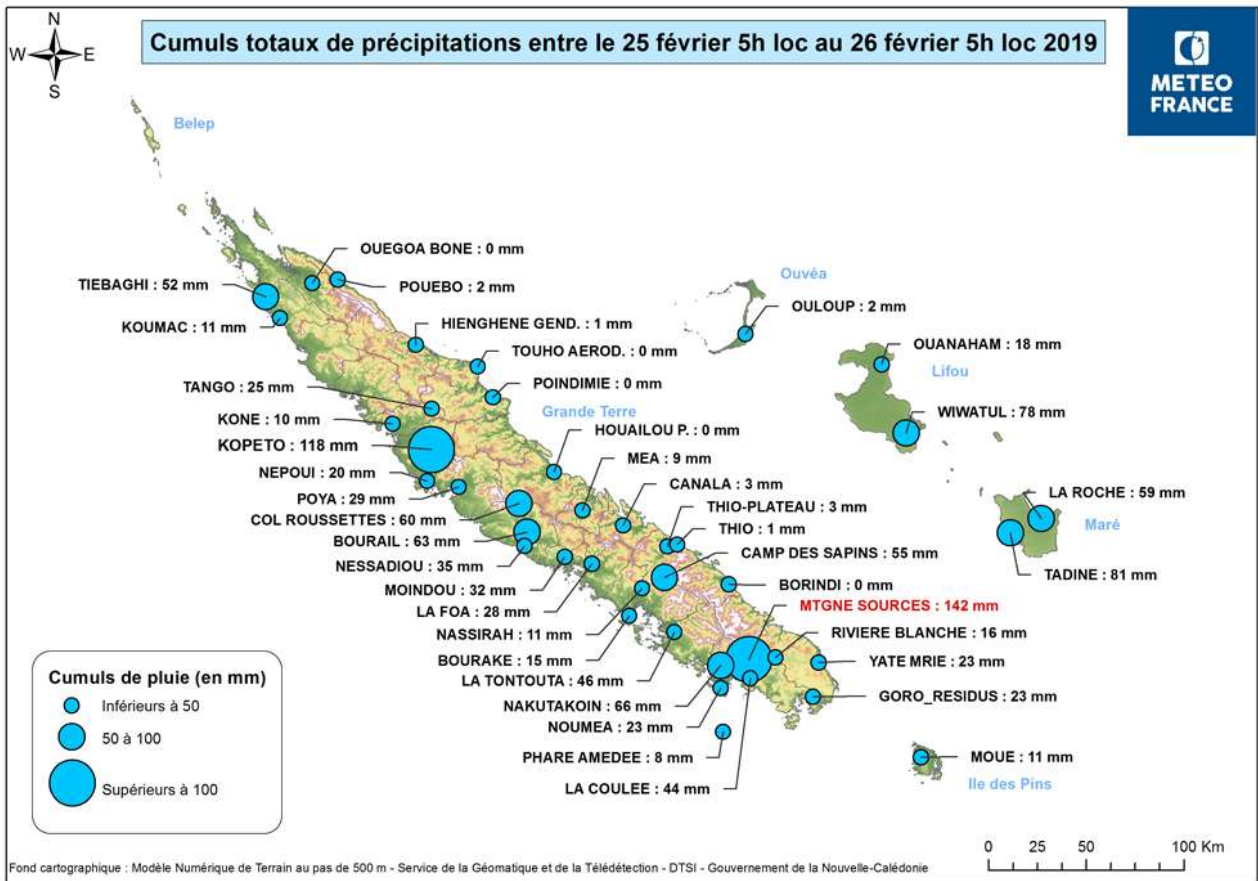 N
W E
S
Cumuls totaux de précipitations entre le 25 février 5h loc au 26 février 5h loc 2019
METEO
FRANCE
Belep
OUEGOA BONE : 0 mm
TIEBAGHI : 52 mm
POUEBO : 2 mm
Ouvéa
OULOUP : 2 mm
KOUMAC : 11 mm
HIENGHENE GEND. : 1 mm
OUANAHAM : 18 mm
TOUHO AEROD. : 0 mm
Lifou
TANGO : 25 mm
POINDIMIE : 0 mm
Grande Terre
WIWATUL : 78 mm
KONE : 10 mm
HOUAILOU P. : 0 mm
KOPETO : 118 mm
MEA : 9 mm
NEPOUI : 20 mm
CANALA : 3 mm
LA ROCHE : 59 mm
POYA : 29 mm
THIO-PLATEAU : 3 mm
COL ROUSSETTES : 60 mm
THIO : 1 mm
Maré
BOURAIL : 63 mm
CAMP DES SAPINS : 55 mm
NESSADIOU : 35 mm
TADINE : 81 mm
MOINDOU : 32 mm
BORINDI : 0 mm
LA FOA : 28 mm
MTGNE SOURCES : 142 mm
NASSIRAH : 11 mm
RIVIERE BLANCHE : 16 mm
BOURAKE : 15 mm
YATE MRIE : 23 mm
LA TONTOUTA : 46 mm
GORO_RESIDUS : 23 mm
NAKUTAKOIN : 66 mm
NOUMEA : 23 mm
PHARE AMEDEE : 8 mm
MOUE : 11 mm
LA COULEE : 44 mm
Ile des Pins
Cumuls de pluie (en mm)
Inférieurs à 50
50 à 100
Supérieurs à 100
0 25 50 100 Km
Fond cartographique : Modèle Numérique de Terrain au pas de 500 m - Service de la Géomatique et de la Télédétection - DTSI - Gouvernement de la Nouvelle-Calédonie